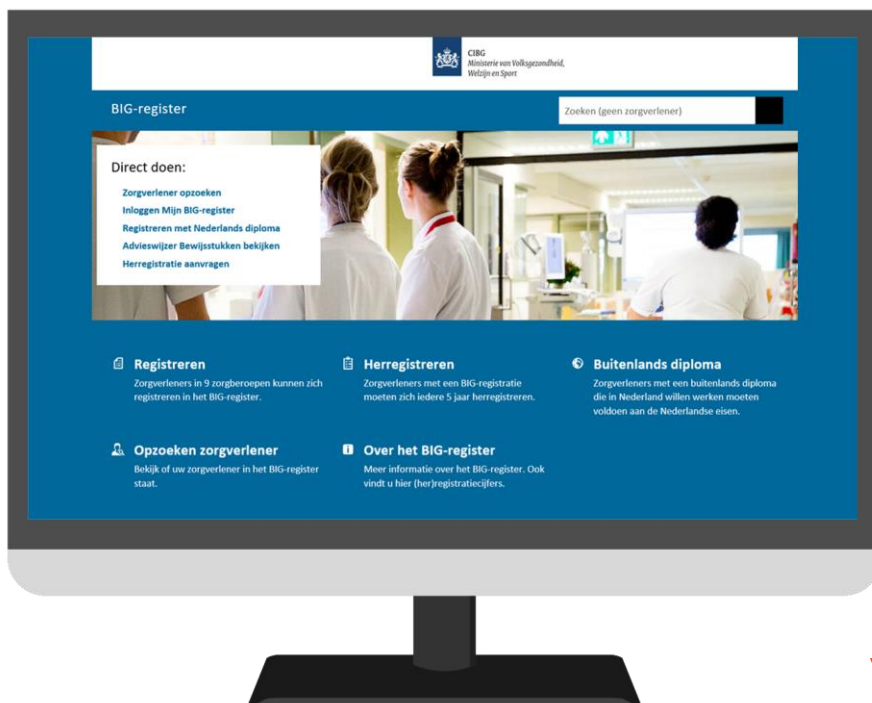 CIBG
Ministerie van Volksgezondheid,
Welzijn en Sport
BIG-register
Zoeken (geen zorgverlener)
Direct doen:
Zorgverlener opzoeken
Inloggen Mijn BIG-register
Registreren met Nederlands diploma
Advieswijzer Bewijsstukken bekijken
Herregistratie aanvragen
Registreren
Zorgverleners in 9 zorgberoepen kunnen zich
registreren in het BIG-register.
Herregistreren
Zorgverleners met een BIG-registratie
moeten zich iedere 5 jaar herregistreren.
Buitenlands diploma
Zorgverleners met een buitenlands diploma
die in Nederland willen werken moeten
voldoen aan de Nederlandse eisen.
Opzoeken zorgverlener
Bekijk of uw zorgverlener in het BIG-register
staat.
Over het BIG-register
Meer informatie over het BIG-register. Ook
vindt u hier (her)registratiecijfers.